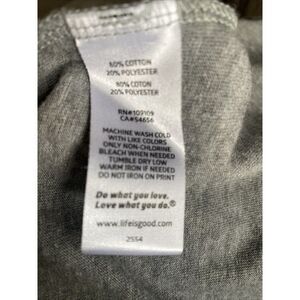 60% COTTON
20% POLYESTER
80% COTON
20% POLYESTER
RN#109109
CA#54656
MACHINE WASH COLD
WITH LIKE COLORS
ONLY NON-CHLORINE
BLEACH WHEN NEEDED
TUMBLE DRY LOW
WARM IRON IF NEEDED
DO NOT IRON ON PRINT
Do what you love.
Love what you do.®
www.lifeisgood.com
2554